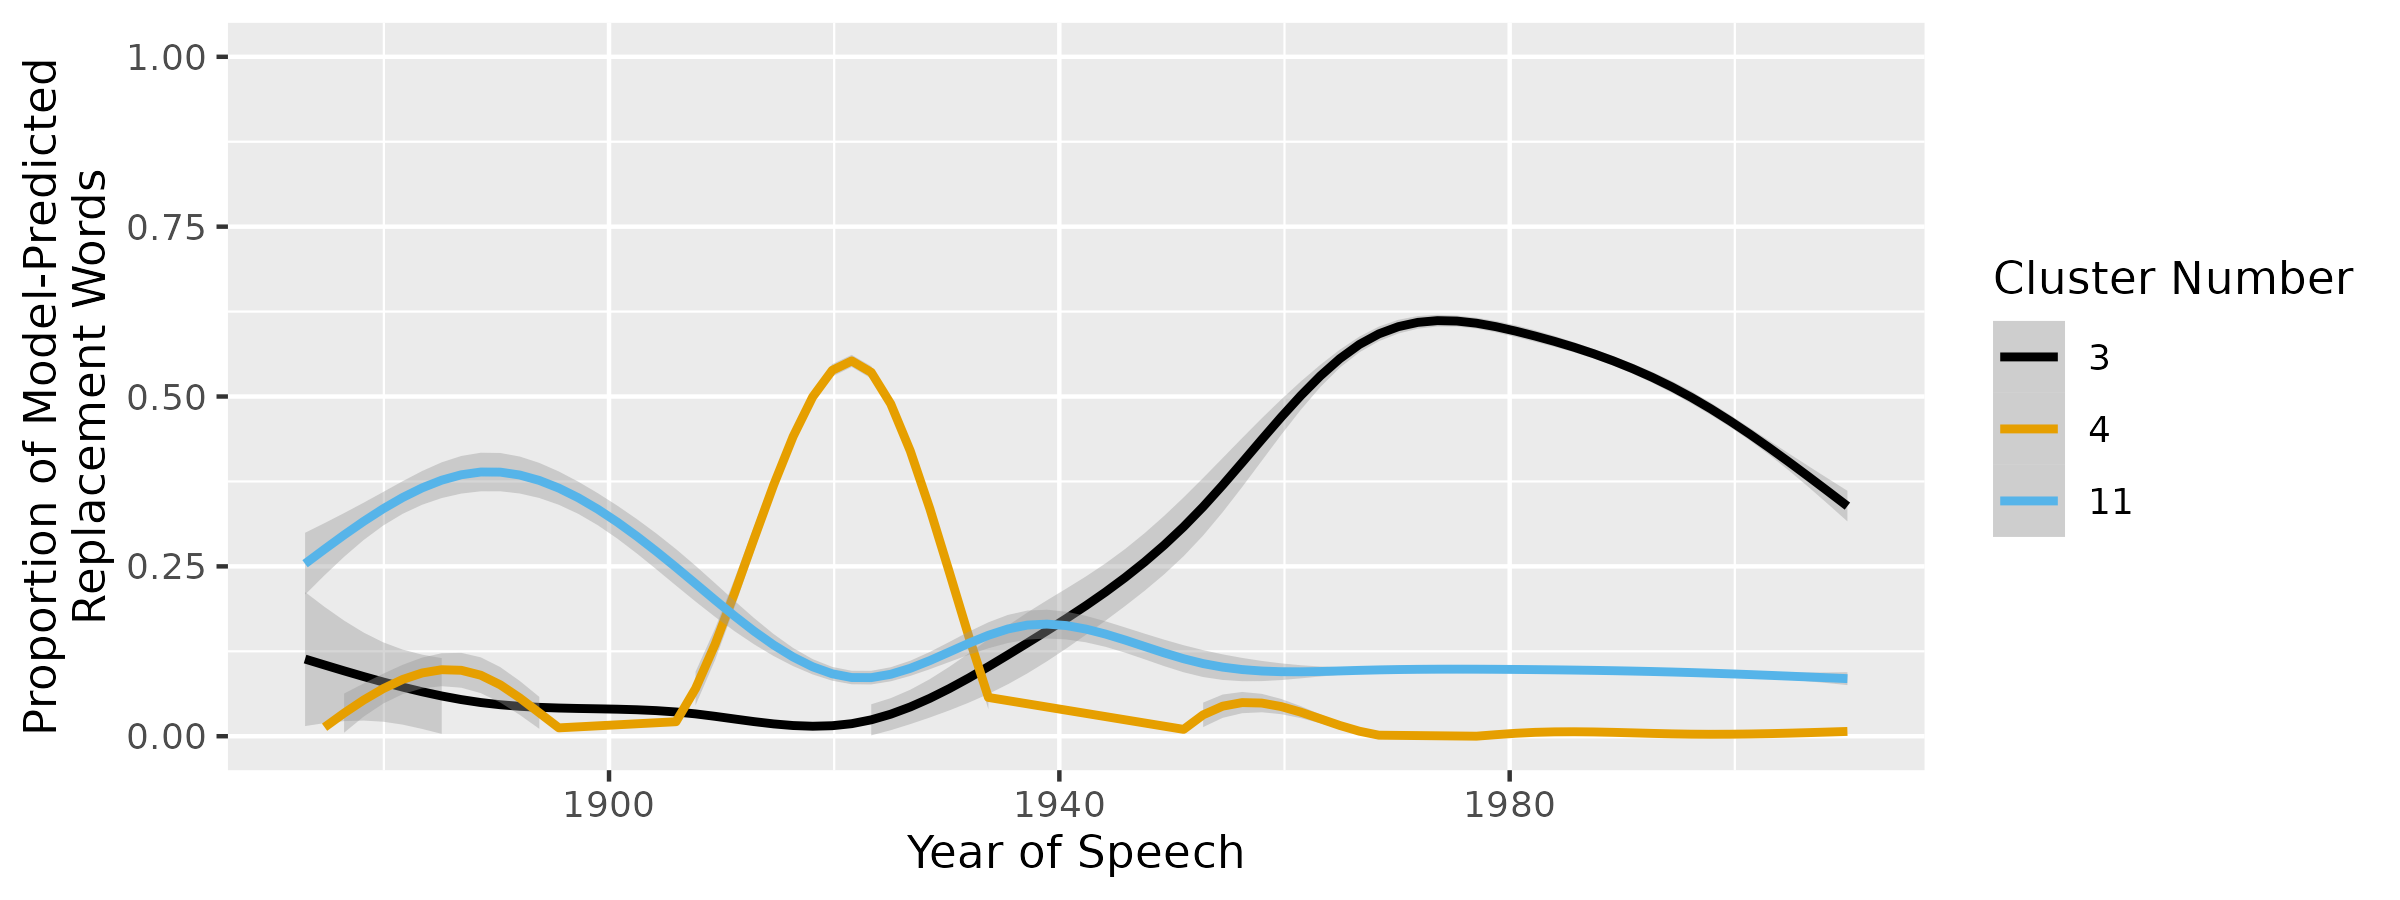 Proportion of Model-Predicted
Replacement Words
1.00
0.75
0.50
0.25
0.00
1900
1940
1980
Year of Speech
Cluster Number
3
4
11